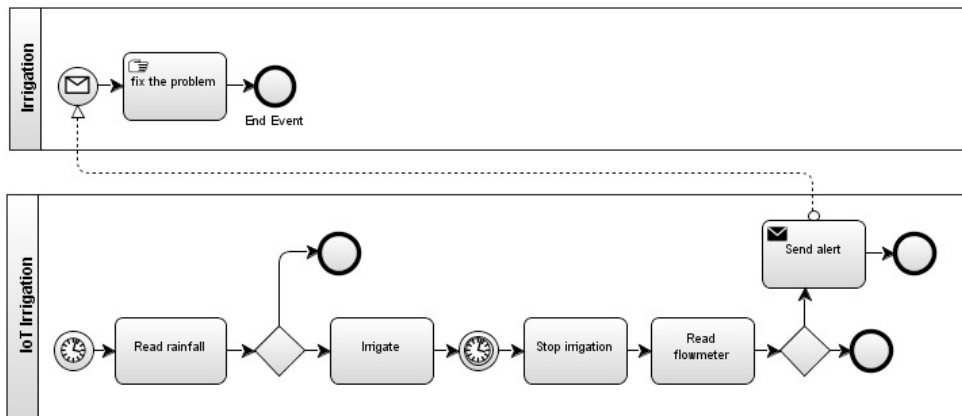 Irrigation
fix the problem
End Event
IoT Irrigation
Send alert
Read rainfall
Irrigate
Stop irrigation
Read
flowmeter